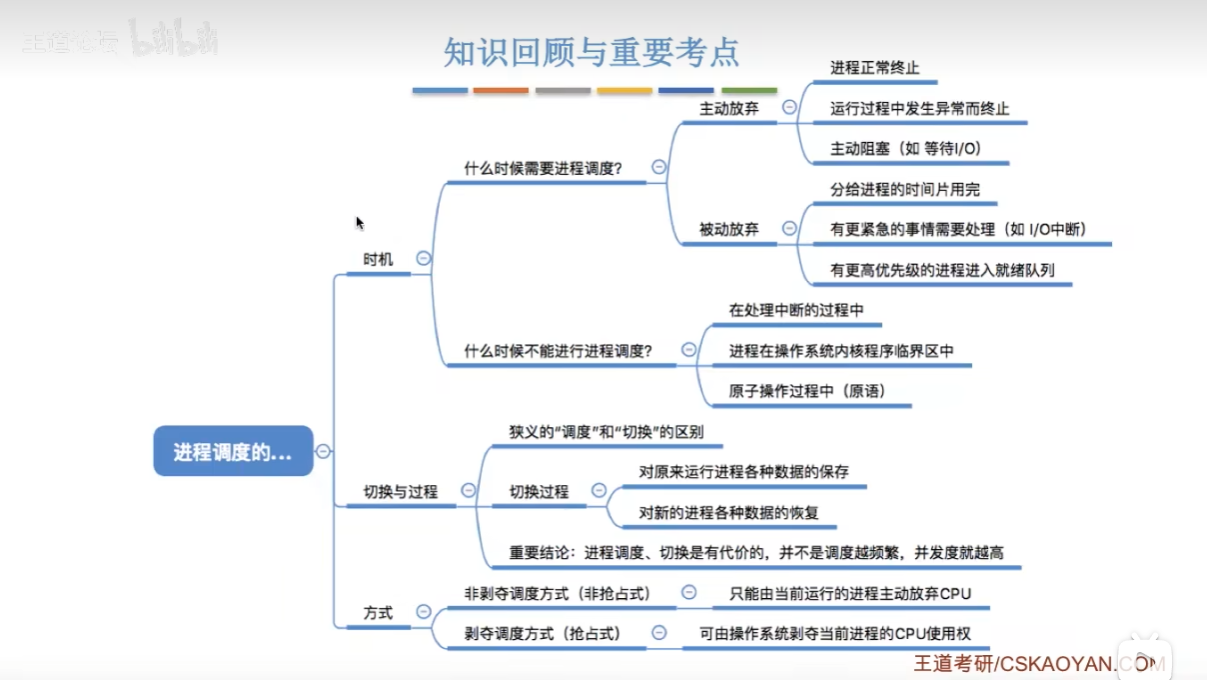 王道论坛 bilibili
知识回顾与重要考点
进程调度的...
时机
什么时候需要进程调度?
主动放弃
进程正常终止
运行过程中发生异常而终止
主动阻塞（如 等待I/O）
被动放弃
分给进程的时间片用完
有更紧急的事情需要处理（如 I/O中断）
有更高优先级的进程进入就绪队列
什么时候不能进行进程调度?
在处理中断的过程中
进程在操作系统内核程序临界区中
原子操作过程中（原语）
切换与过程
狭义的“调度”和“切换”的区别
切换过程
对原来运行进程各种数据的保存
对新的进程各种数据的恢复
重要结论：进程调度、切换是有代价的，并不是调度越频繁，并发度就越高
方式
非剥夺调度方式（非抢占式）
只能由当前运行的进程主动放弃CPU
剥夺调度方式（抢占式）
可由操作系统剥夺当前进程的CPU使用权
王道考研/CSKAOYAN.COM